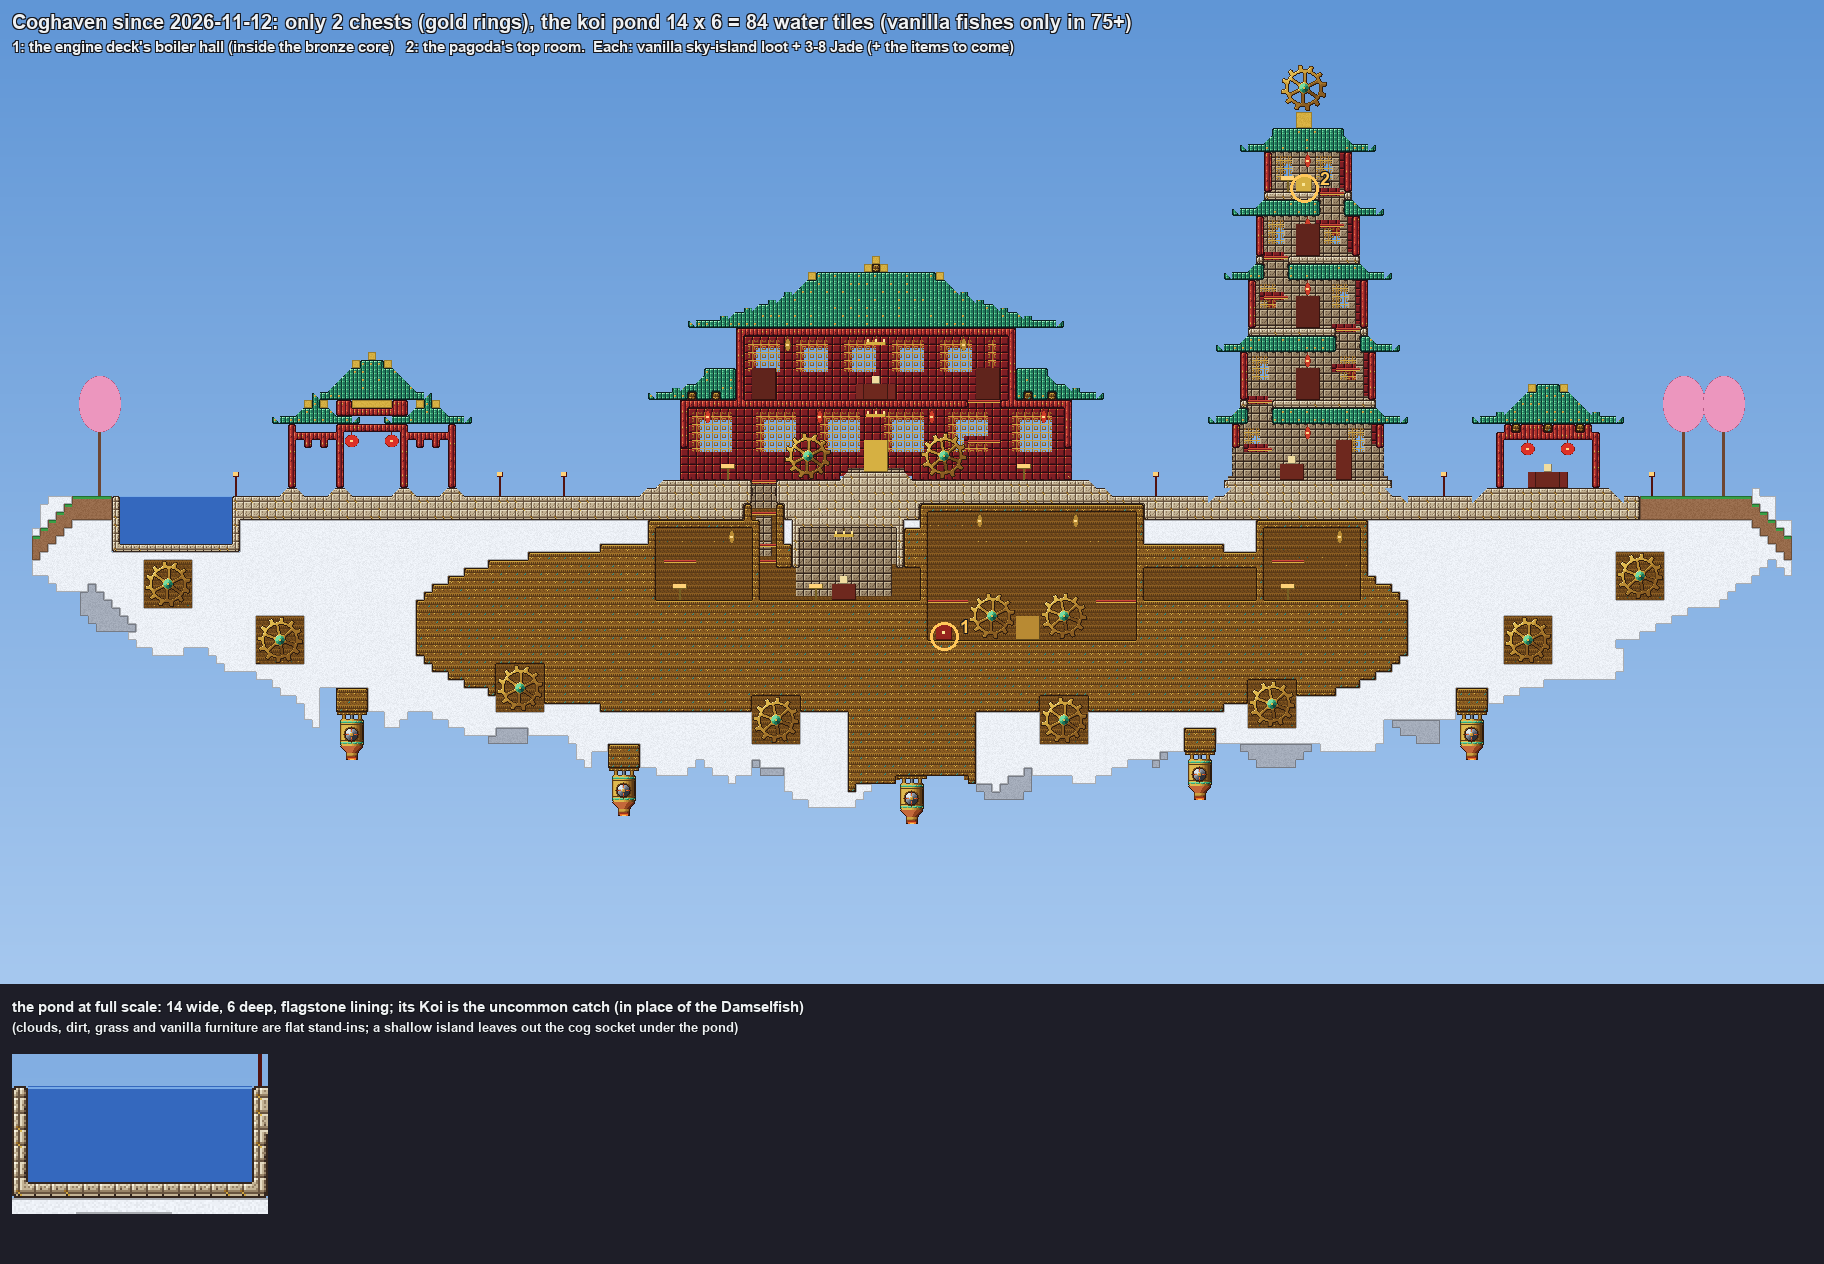 Coghaven since 2026-11-12: only 2 chests (gold rings), the koi pond 14 x 6 = 84 water tiles (vanilla fishes only in 75+)
1: the engine deck's boiler hall (inside the bronze core)   2: the pagoda's top room.  Each: vanilla sky-island loot + 3-8 Jade (+ the items to come)
2
1
the pond at full scale: 14 wide, 6 deep, flagstone lining; its Koi is the uncommon catch (in place of the Damselfish)
(clouds, dirt, grass and vanilla furniture are flat stand-ins; a shallow island leaves out the cog socket under the pond)